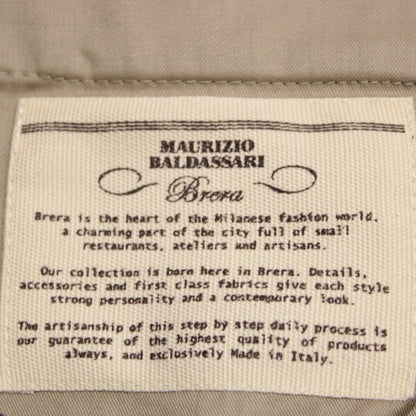 MAURIZIO
BALDASSARI
Brera
Brera is the heart of the Milanese fashion world,
a charming part of the city full of small
restaurants, ateliers and artisans.
Our collection is born here in Brera. Details,
accessories and first class fabrics give each style
strong personality and a contemporary look.
The artisanship of this step by step daily process is
our guarantee of the highest quality of products
always, and exclusively Made in Italy.